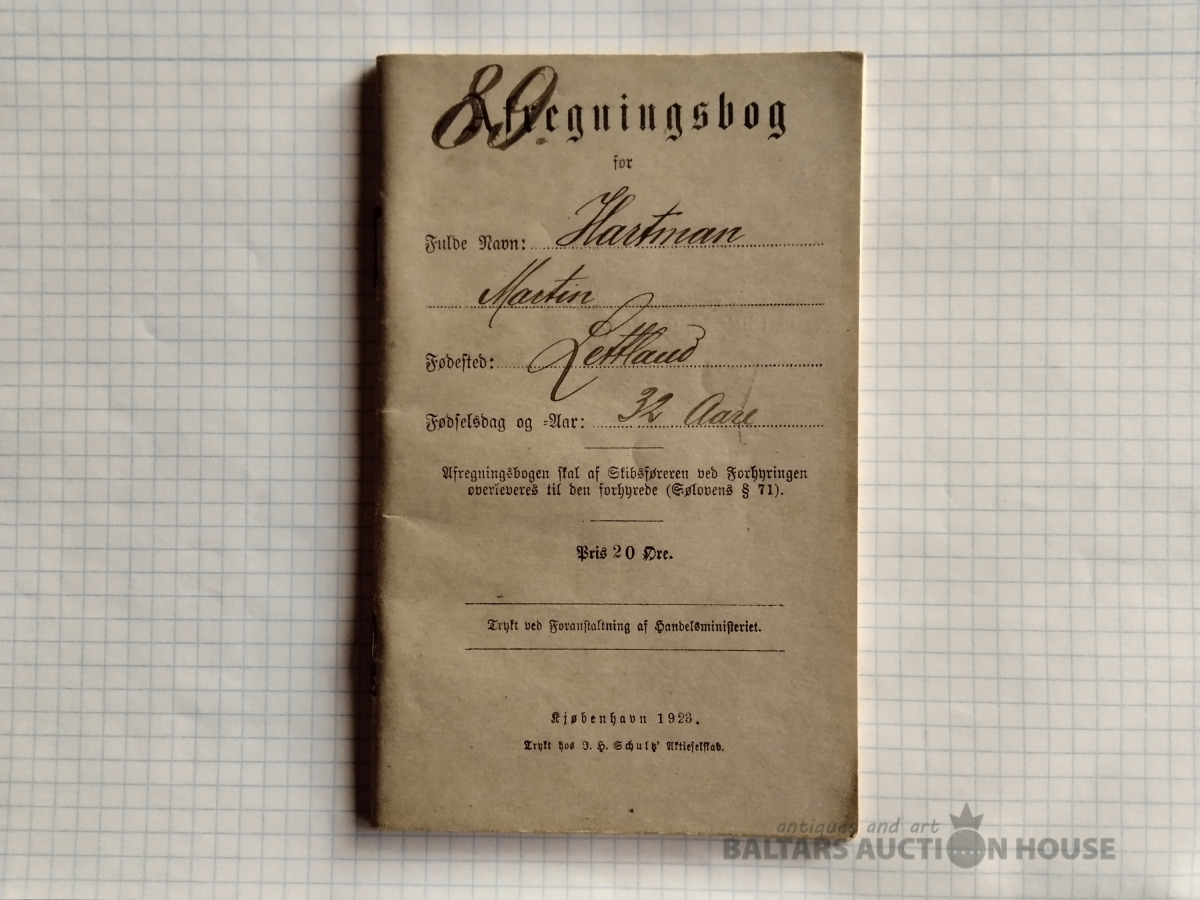 89.
Afregningsbog
for
Fulde Navn: Hartman
Martin
Fødested: Lettland
Fødselsdag og =Aar: 32 Aare
Afregningsbogen skal af Skibsføreren ved Forhyringen
overleveres til den forhyrede (Sølovens § 71).
Pris 20 Øre.
Trykt ved Foranstaltning af Handelsministeriet.
Kjøbenhavn 1923.
Trykt hos J. H. Schultz' Aktieselskab.
antiques and art
BALTARS AUCTION HOUSE